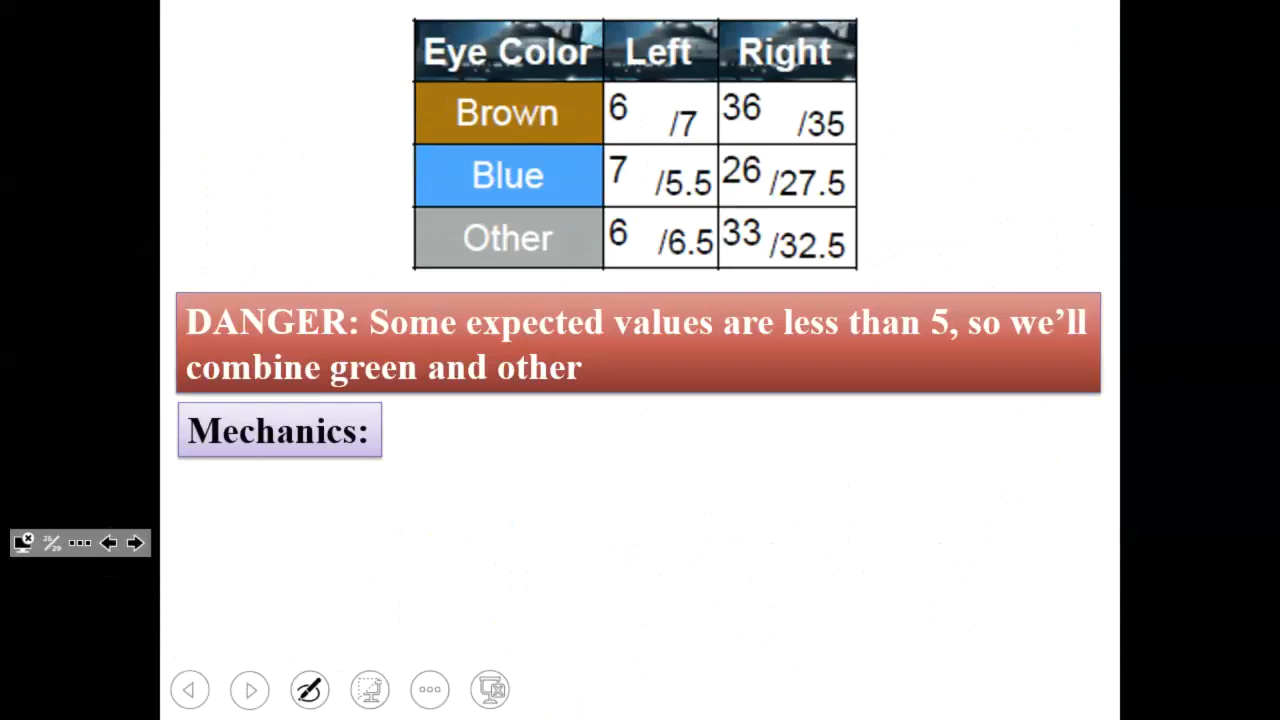 Eye Color Left Right
Brown 6 /7 36 /35
Blue 7 /5.5 26 /27.5
Other 6 /6.5 33 /32.5
DANGER: Some expected values are less than 5, so we’ll
combine green and other
Mechanics:
25/29